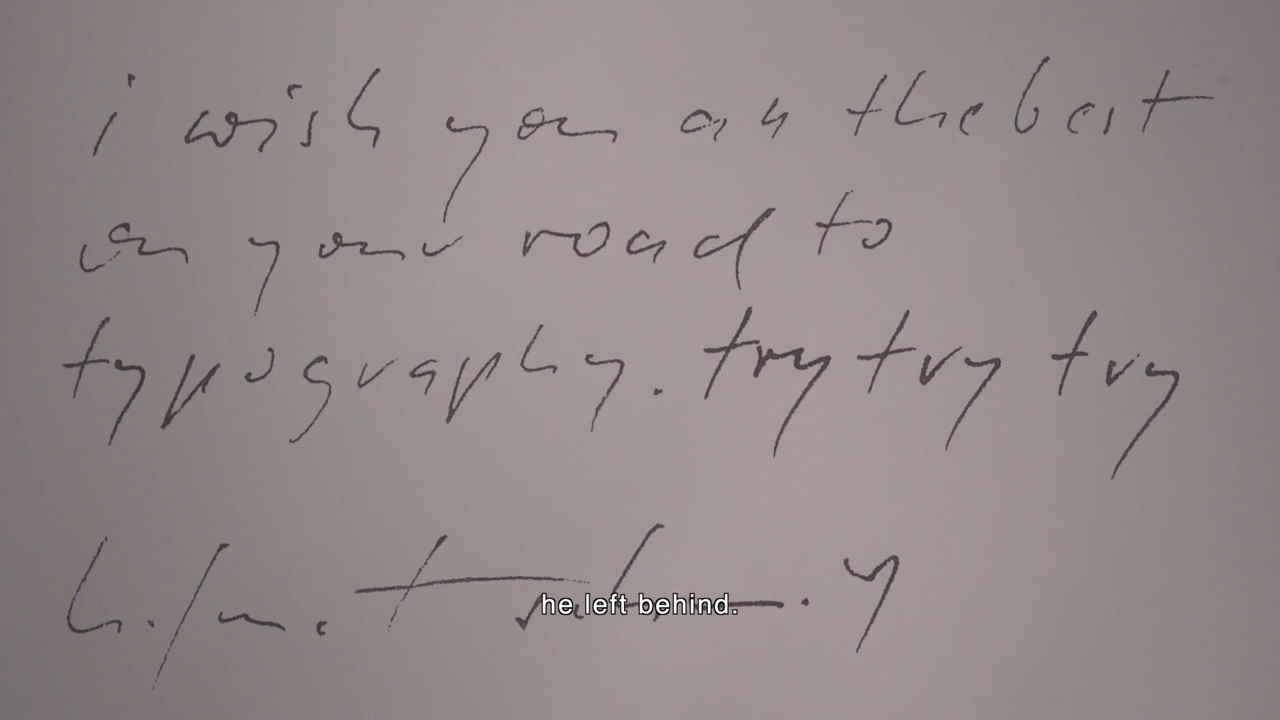 i wish you all the best
on your road to
typography. try try try
he left behind.